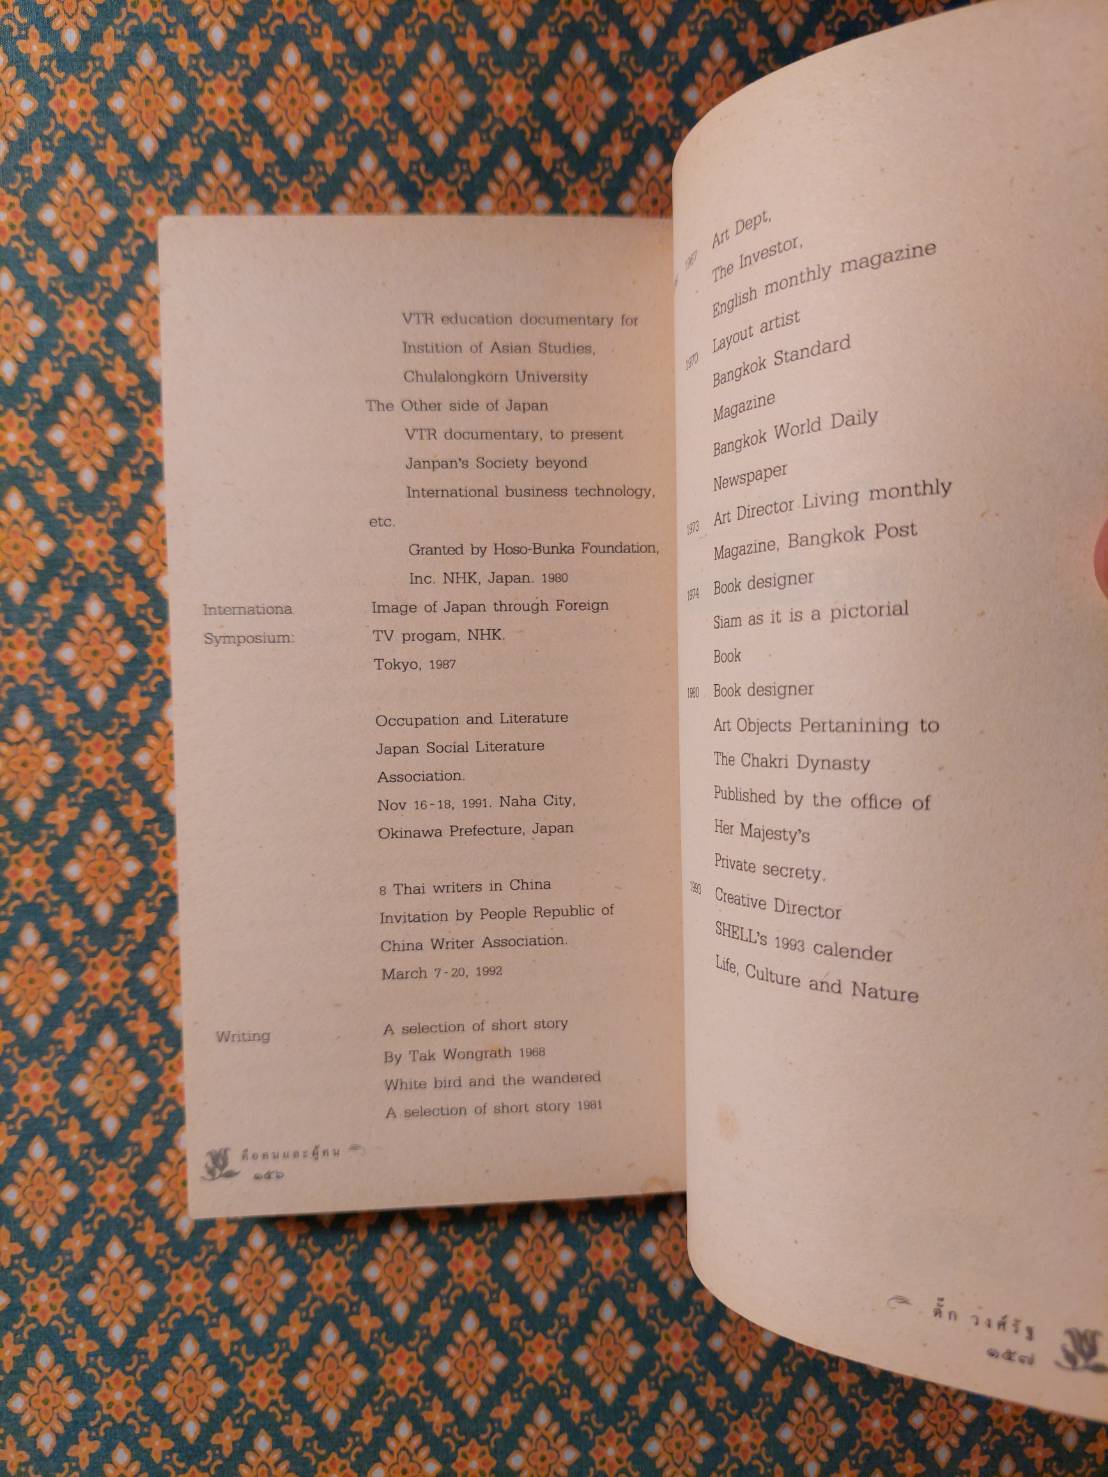 VTR education documentary for
Instition of Asian Studies,
Chulalongkorn University
The Other side of Japan
VTR documentary, to present
Janpan's Society beyond
International business technology,
etc.
Granted by Hoso-Bunka Foundation,
Inc. NHK, Japan. 1980
Internationa Image of Japan through Foreign
Symposium: TV progam, NHK.
Tokyo, 1987
Occupation and Literature
Japan Social Literature
Association.
Nov 16-18, 1991. Naha City,
Okinawa Prefecture, Japan
8 Thai writers in China
Invitation by People Republic of
China Writer Association.
March 7-20, 1992
Writing A selection of short story
By Tak Wongrath 1968
White bird and the wandered
A selection of short story 1981
คือคนและผู้คน
๑๕๖
1967 Art Dept,
The Investor,
English monthly magazine
1970 Layout artist
Bangkok Standard
Magazine
Bangkok World Daily
Newspaper
1973 Art Director Living monthly
Magazine, Bangkok Post
1974 Book designer
Siam as it is a pictorial
Book
1980 Book designer
Art Objects Pertanining to
The Chakri Dynasty
Published by the office of
Her Majesty's
Private secrety.
1993 Creative Director
SHELL's 1993 calender
Life, Culture and Nature
ตั๊ก วงศ์รัฐ
๑๕๗